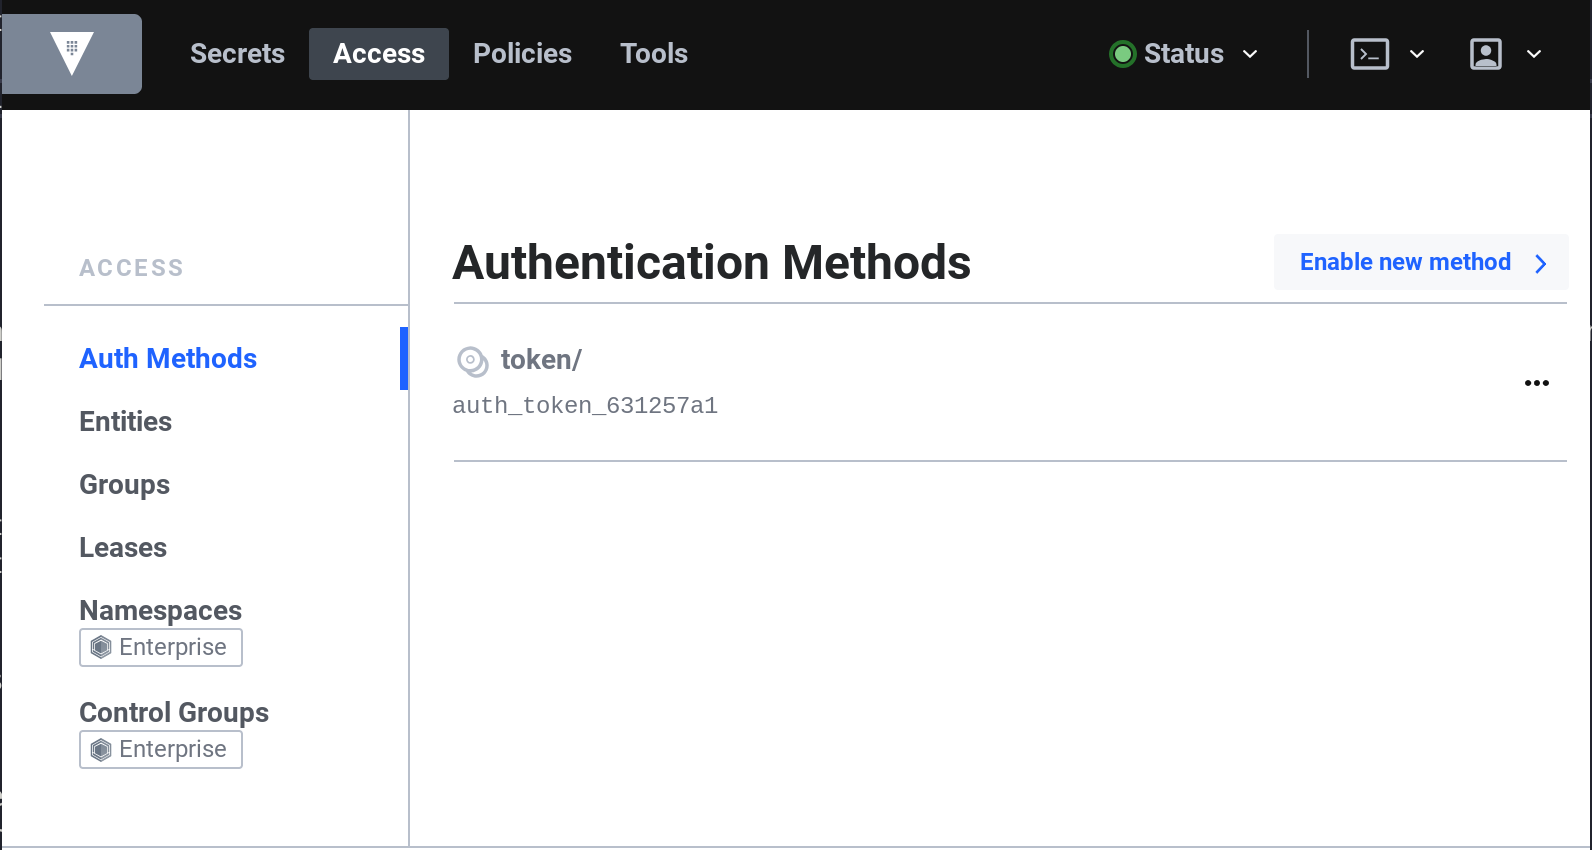 Secrets Access Policies Tools Status
ACCESS
Auth Methods
Entities
Groups
Leases
Namespaces
Enterprise
Control Groups
Enterprise
Authentication Methods
Enable new method
token/
auth_token_631257a1